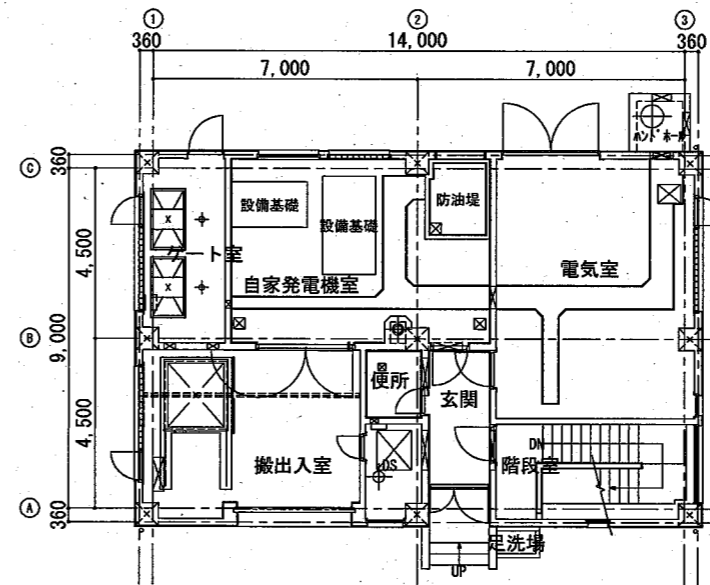 ① ② ③
360 14,000 360
7,000 7,000
ハンドホール
Ⓒ 360
設備基礎 設備基礎 防油堤
4,500
ゲート室 自家発電機室 電気室
Ⓑ 9,000
便所 玄関
4,500
DN
搬出入室 DS 階段室
Ⓐ 360
足洗場
UP